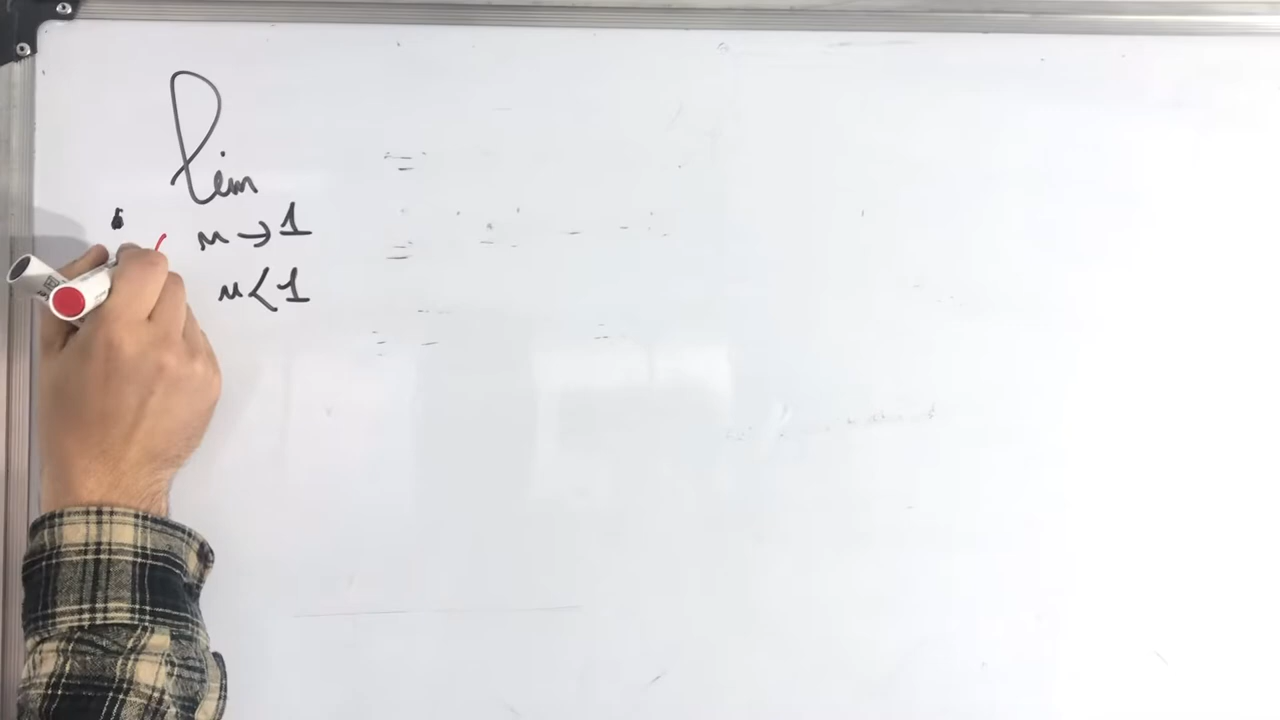 lim
x → 1
x < 1